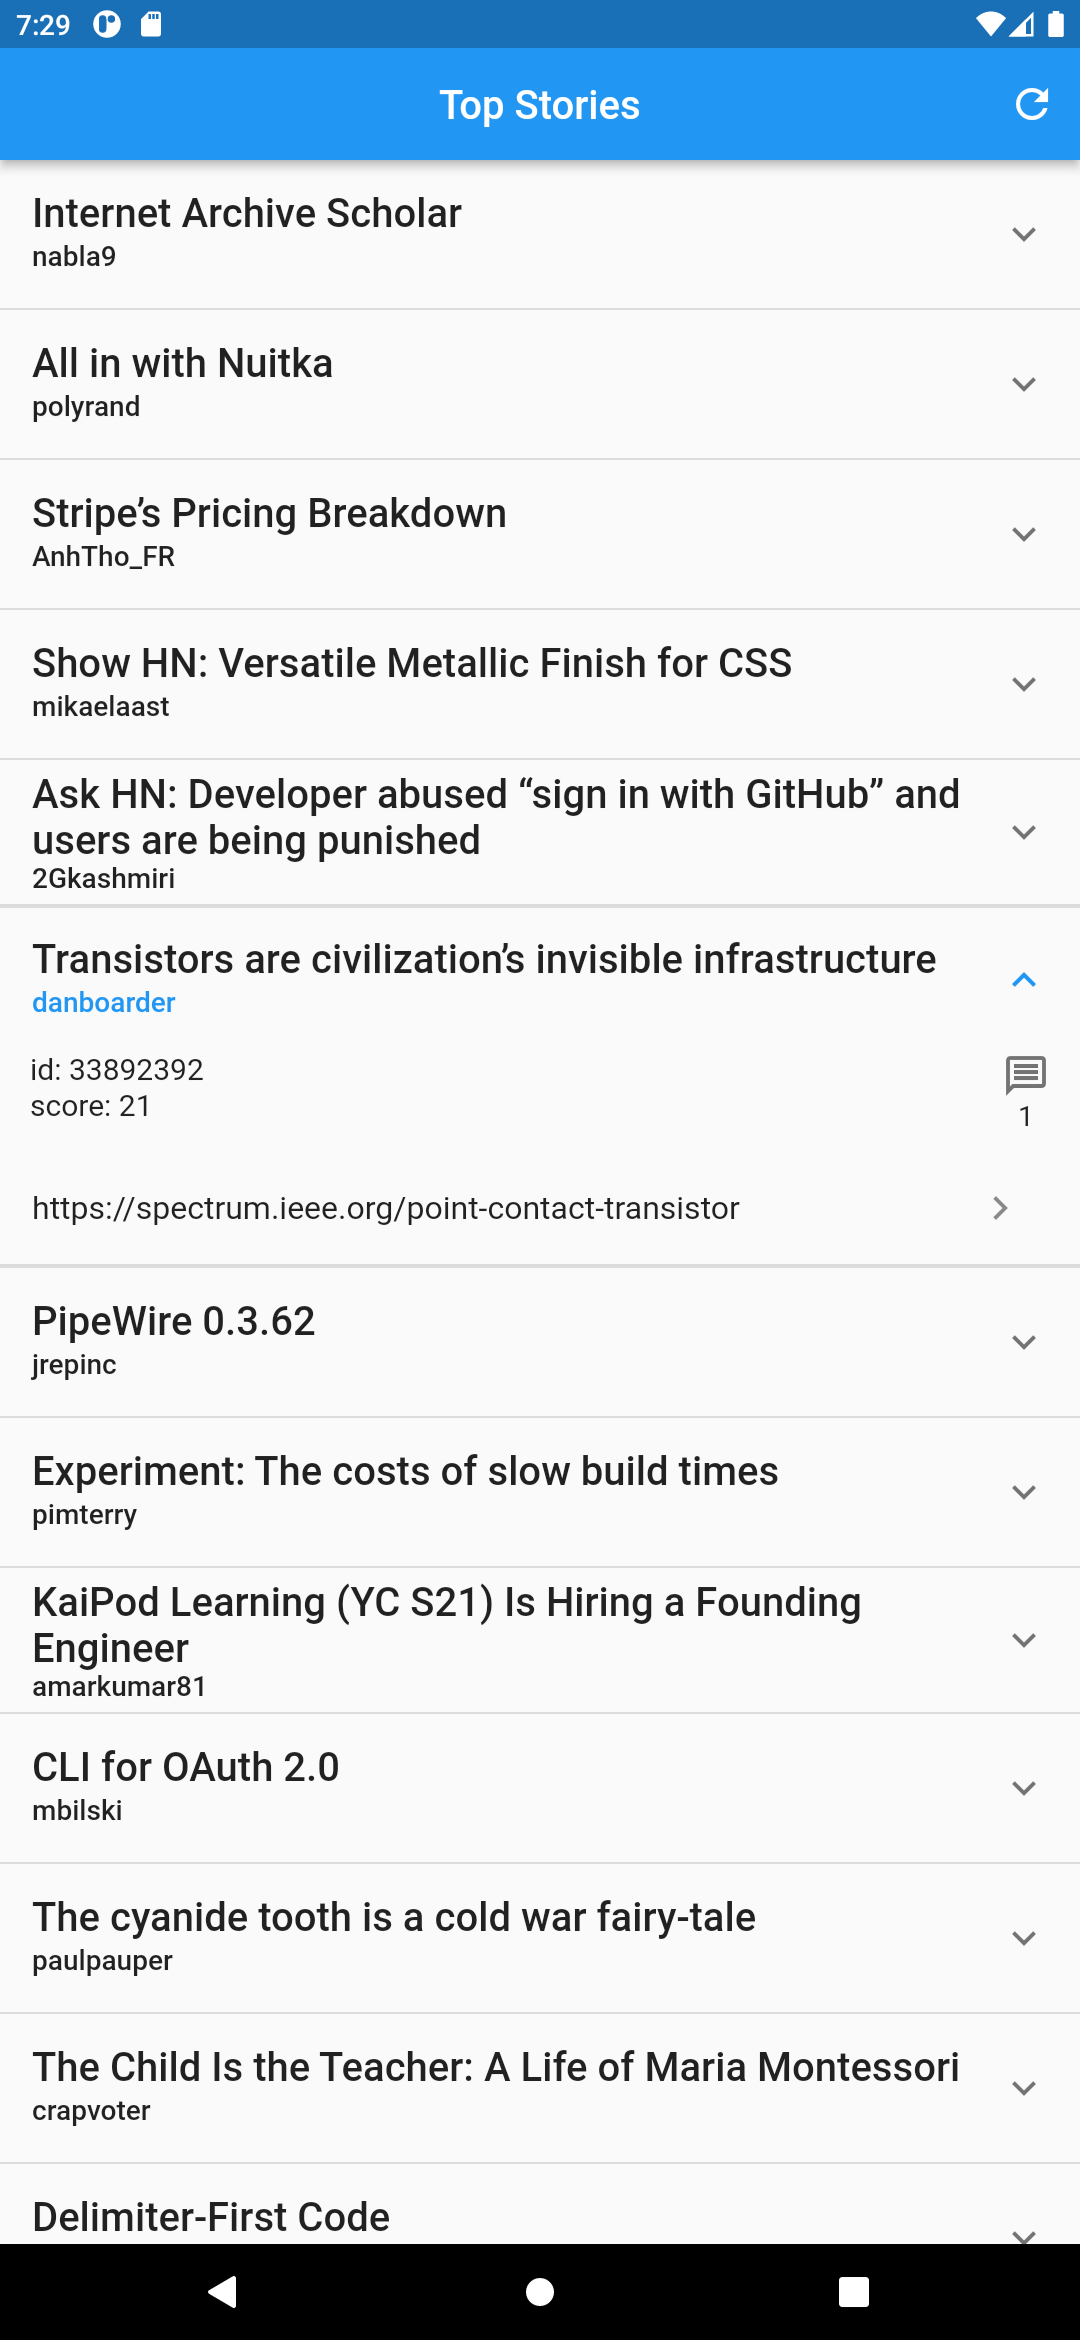 7:29
Top Stories
Internet Archive Scholar
nabla9
All in with Nuitka
polyrand
Stripe’s Pricing Breakdown
AnhTho_FR
Show HN: Versatile Metallic Finish for CSS
mikaelaast
Ask HN: Developer abused “sign in with GitHub” and
users are being punished
2Gkashmiri
Transistors are civilization’s invisible infrastructure
danboarder
id: 33892392
score: 21
1
https://spectrum.ieee.org/point-contact-transistor
PipeWire 0.3.62
jrepinc
Experiment: The costs of slow build times
pimterry
KaiPod Learning (YC S21) Is Hiring a Founding
Engineer
amarkumar81
CLI for OAuth 2.0
mbilski
The cyanide tooth is a cold war fairy-tale
paulpauper
The Child Is the Teacher: A Life of Maria Montessori
crapvoter
Delimiter-First Code